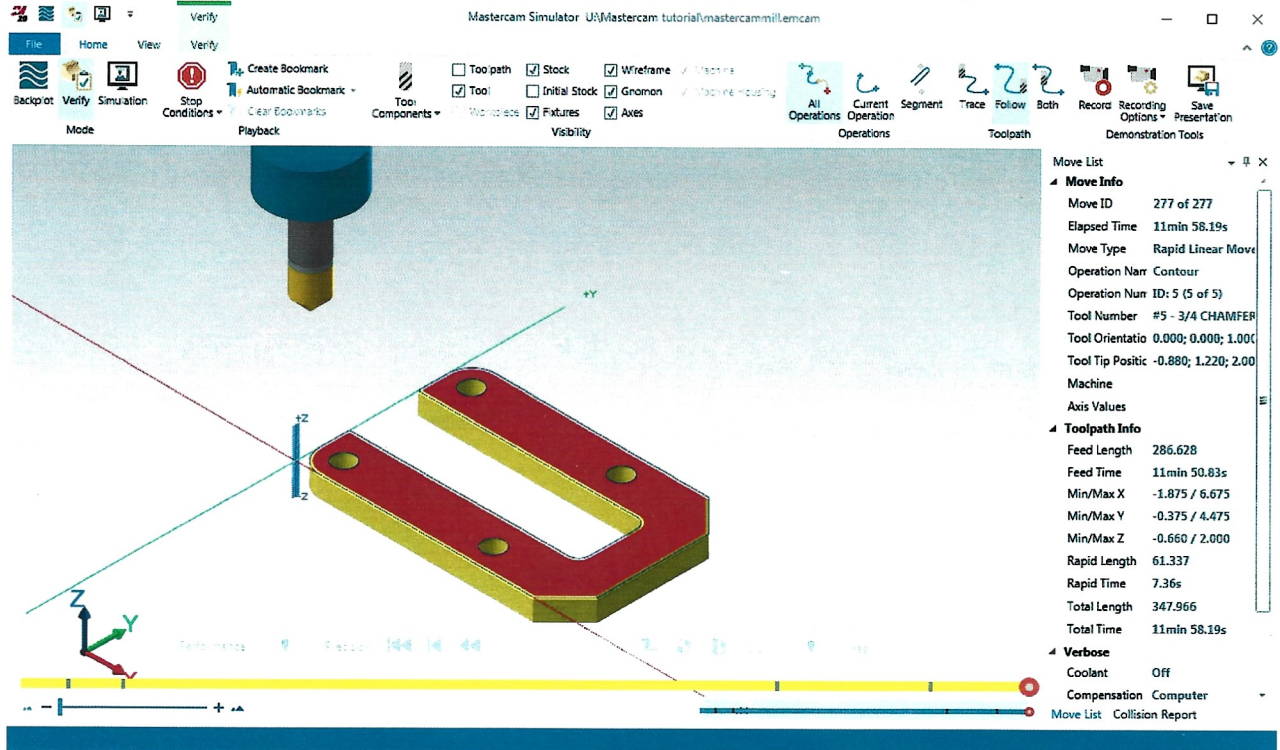 Verify
Mastercam Simulator U:\Mastercam tutorial\mastercammill.emcam
File Home View Verify
Backplot Verify Simulation
Mode
Stop Conditions
Create Bookmark
Automatic Bookmark
Clear Bookmarks
Playback
Tool Components
Toolpath Stock Wireframe Machine
Tool Initial Stock Gnomon Machine Housing
Workpiece Fixtures Axes
Visibility
All Operations Current Operation Segment
Operations
Trace Follow Both
Toolpath
Record Recording Options Save Presentation
Demonstration Tools
+Y
+Z
-Z
Z
Y
X
Performance Precision
Move List
Move Info
Move ID 277 of 277
Elapsed Time 11min 58.19s
Move Type Rapid Linear Move
Operation Nam Contour
Operation Num ID: 5 (5 of 5)
Tool Number #5 - 3/4 CHAMFER
Tool Orientatio 0.000; 0.000; 1.000
Tool Tip Positic -0.880; 1.220; 2.00
Machine
Axis Values
Toolpath Info
Feed Length 286.628
Feed Time 11min 50.83s
Min/Max X -1.875 / 6.675
Min/Max Y -0.375 / 4.475
Min/Max Z -0.660 / 2.000
Rapid Length 61.337
Rapid Time 7.36s
Total Length 347.966
Total Time 11min 58.19s
Verbose
Coolant Off
Compensation Computer
Move List Collision Report